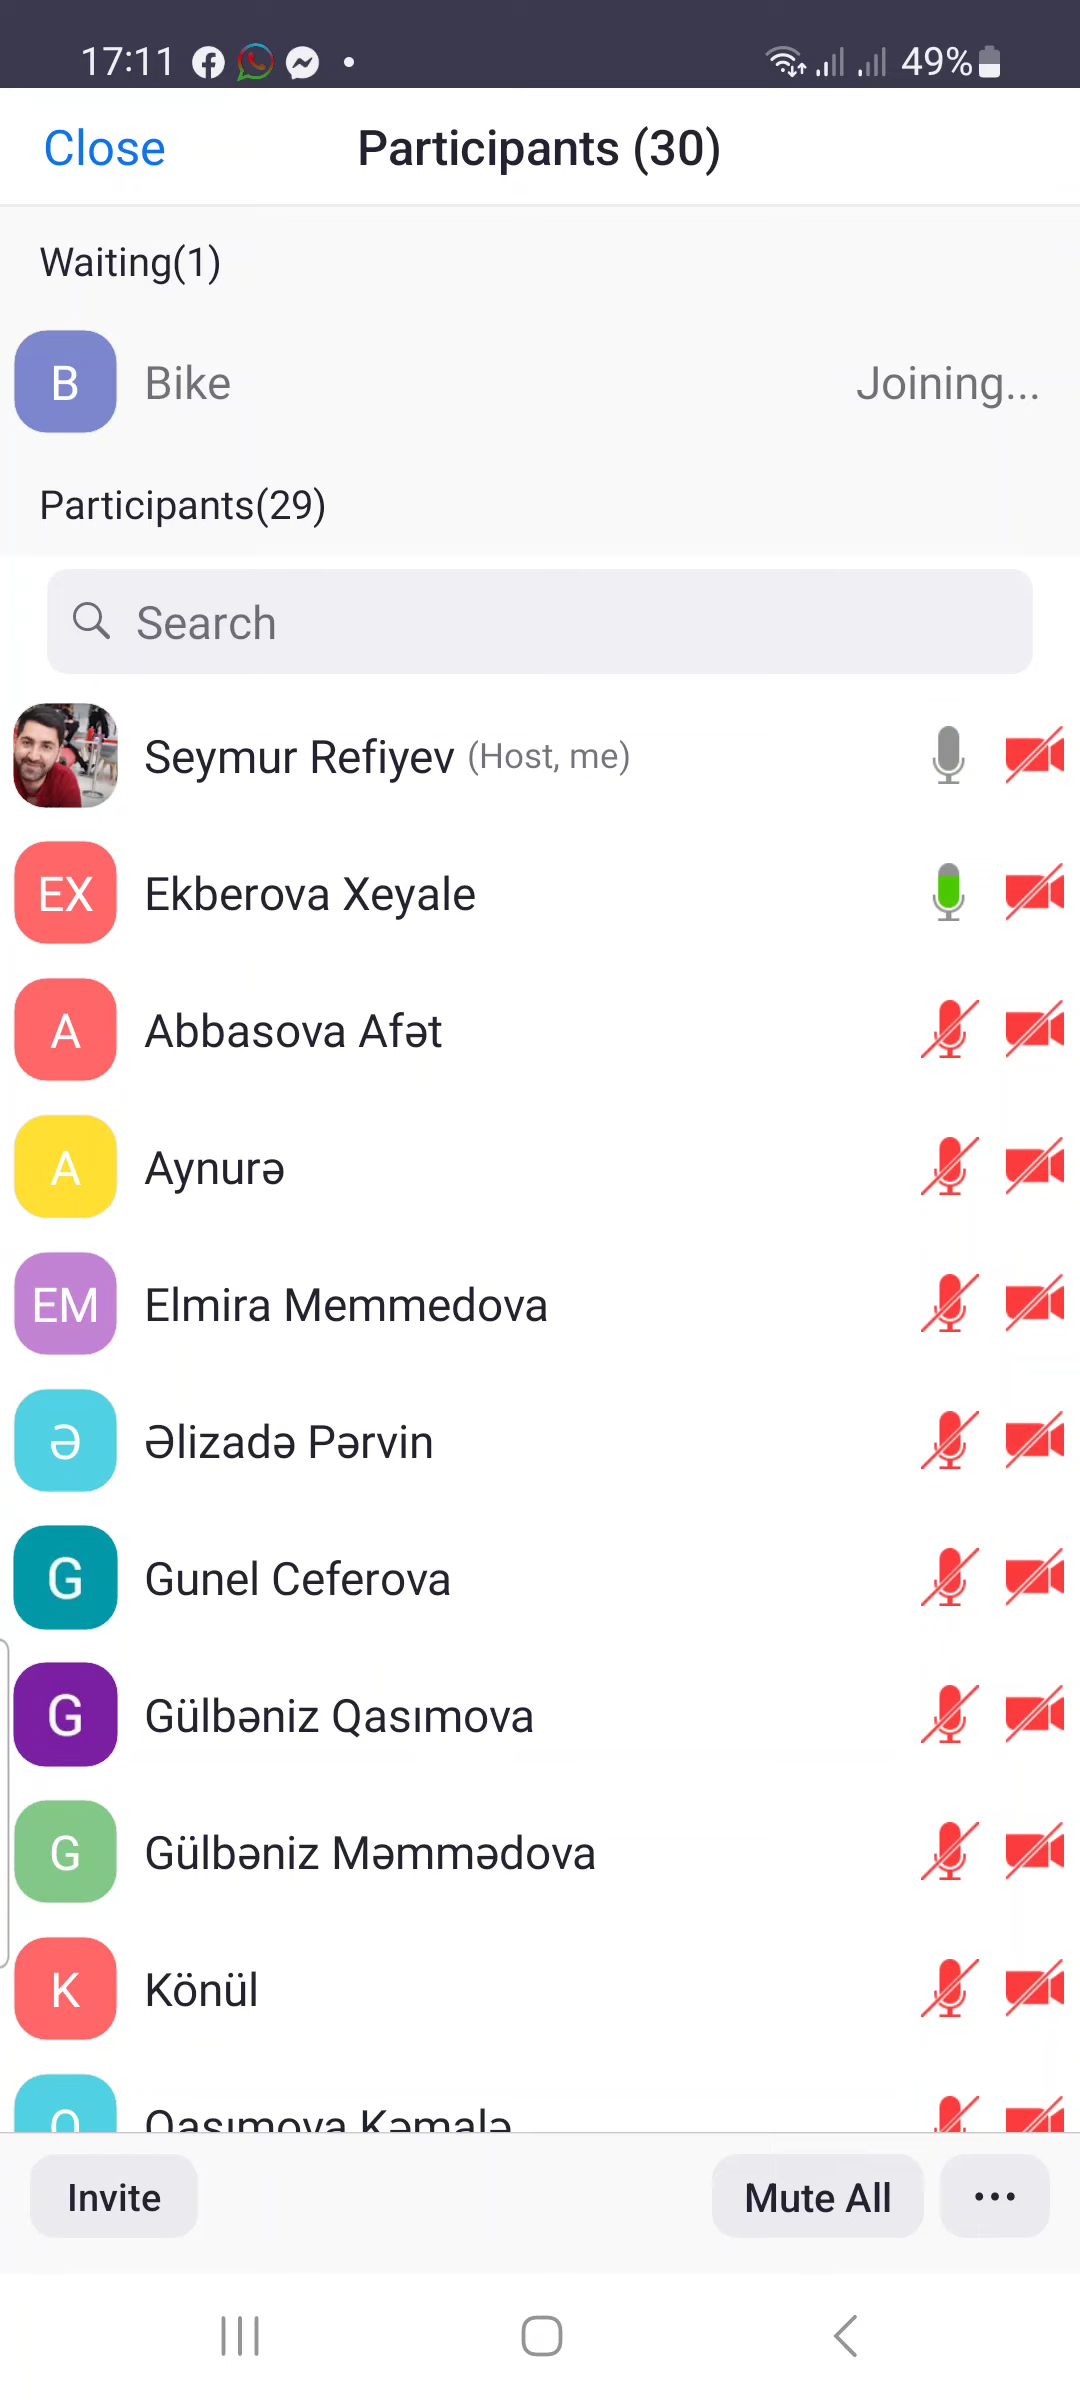 17:11 49%
Close Participants (30)
Waiting(1)
B Bike Joining...
Participants(29)
Search
Seymur Refiyev (Host, me)
EX Ekberova Xeyale
A Abbasova Afət
A Aynurə
EM Elmira Memmedova
Ə Əlizadə Pərvin
G Gunel Ceferova
G Gülbəniz Qasımova
G Gülbəniz Məmmədova
K Könül
Q Qasımova Kəmalə
Invite Mute All ...